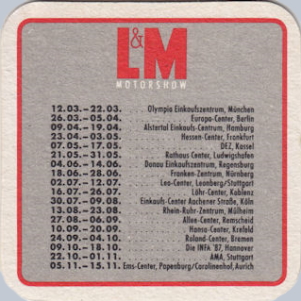 L&M
MOTORSHOW
12.03.–22.03. Olympia Einkaufszentrum, München
26.03.–05.04. Europa-Center, Berlin
09.04.–19.04. Alstertal Einkaufs-Centrum, Hamburg
23.04.–03.05. Hessen-Center, Frankfurt
07.05.–17.05. DEZ, Kassel
21.05.–31.05. Rathaus Center, Ludwigshafen
04.06.–14.06. Donau Einkaufszentrum, Regensburg
18.06.–28.06. Franken-Zentrum, Nürnberg
02.07.–12.07. Leo-Center, Leonberg/Stuttgart
16.07.–26.07. Löhr-Center, Koblenz
30.07.–09.08. Einkaufs-Center Aachener Straße, Köln
13.08.–23.08. Rhein-Ruhr-Zentrum, Mülheim
27.08.–06.09. Allee-Center, Remscheid
10.09.–20.09. Hansa-Center, Krefeld
24.09.–04.10. Roland-Center, Bremen
09.10.–18.10. Die INFA '87, Hannover
22.10.–01.11. AMA, Stuttgart
05.11.–15.11. Ems-Center, Papenburg/Carolinenhof, Aurich